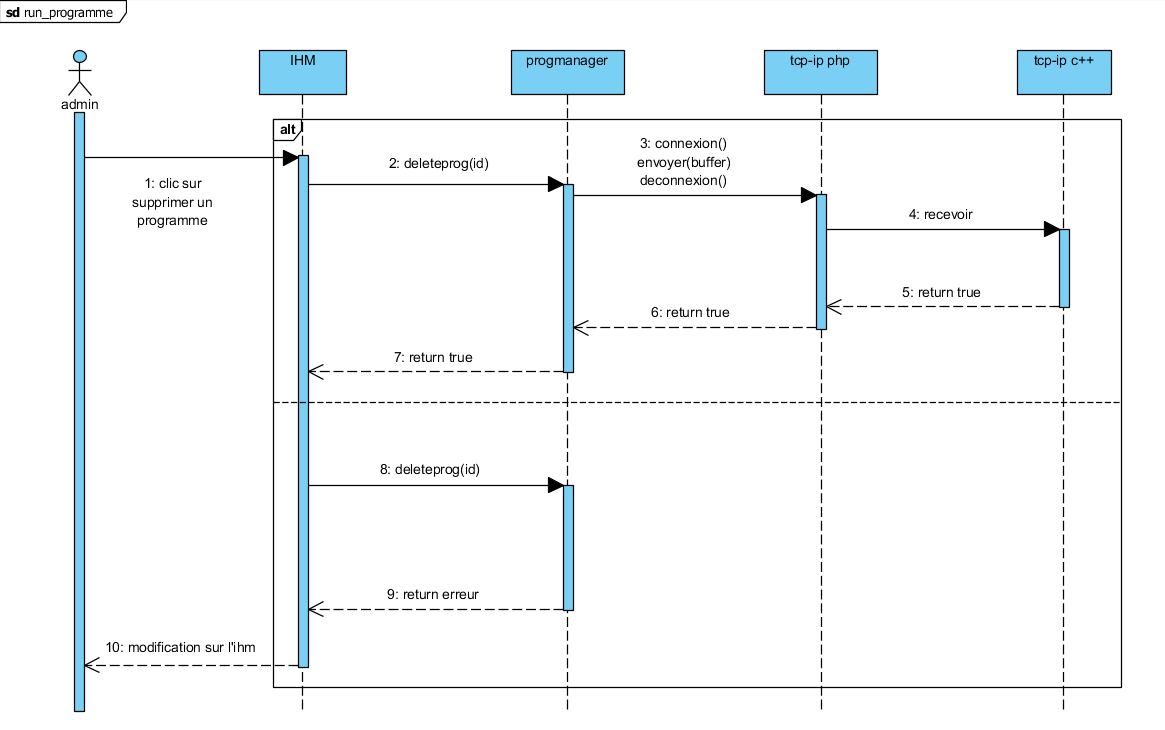 sd run_programme
admin
IHM
progmanager
tcp-ip php
tcp-ip c++
alt
1: clic sur
supprimer un
programme
2: deleteprog(id)
3: connexion()
envoyer(buffer)
deconnexion()
4: recevoir
5: return true
6: return true
7: return true
8: deleteprog(id)
9: return erreur
10: modification sur l'ihm